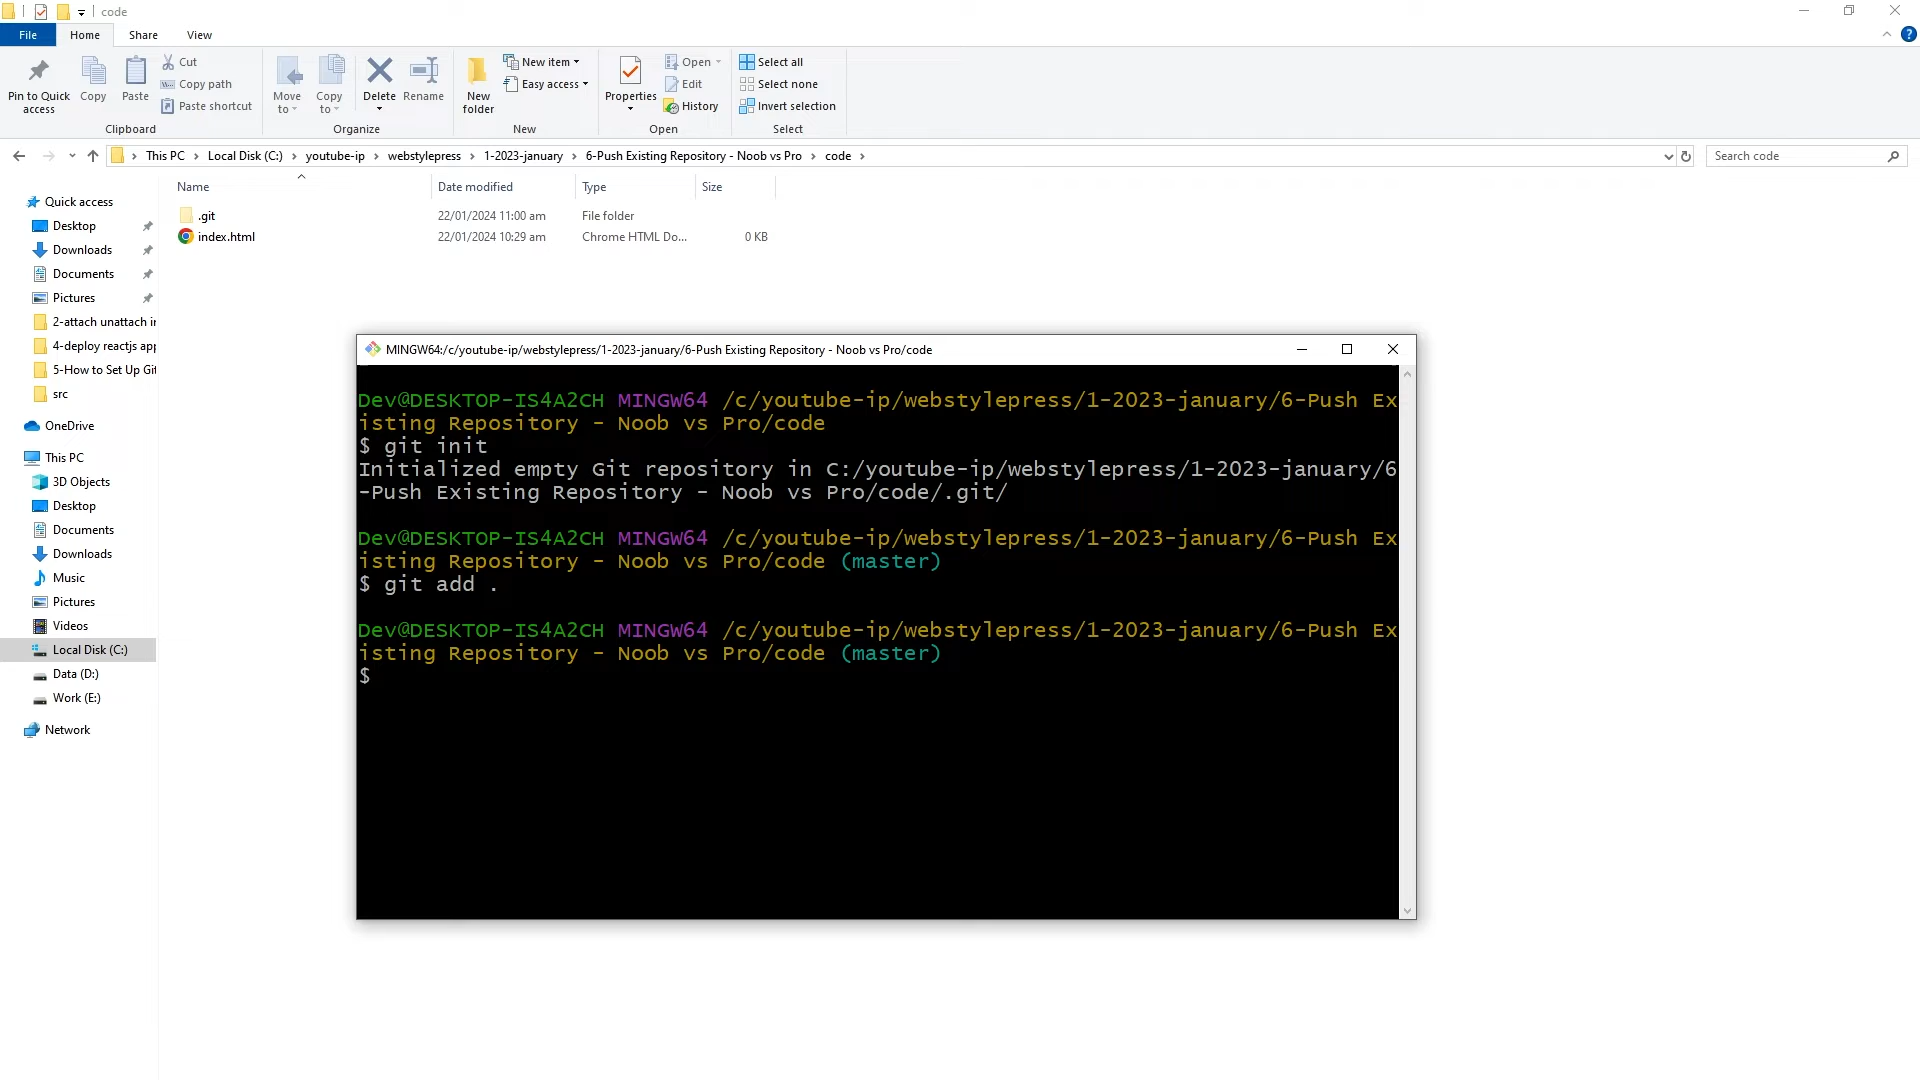 code
File Home Share View
Pin to Quick access
Copy
Paste
Cut
Copy path
Paste shortcut
Clipboard
Move to
Copy to
Delete
Rename
Organize
New folder
New item
Easy access
New
Properties
Open
Edit
History
Open
Select all
Select none
Invert selection
Select
This PC > Local Disk (C:) > youtube-ip > webstylepress > 1-2023-january > 6-Push Existing Repository - Noob vs Pro > code >
Search code
Name Date modified Type Size
.git 22/01/2024 11:00 am File folder
index.html 22/01/2024 10:29 am Chrome HTML Do... 0 KB
Quick access
Desktop
Downloads
Documents
Pictures
2-attach unattach i
4-deploy reactjs app
5-How to Set Up Git
src
OneDrive
This PC
3D Objects
Desktop
Documents
Downloads
Music
Pictures
Videos
Local Disk (C:)
Data (D:)
Work (E:)
Network
MINGW64:/c/youtube-ip/webstylepress/1-2023-january/6-Push Existing Repository - Noob vs Pro/code
Dev@DESKTOP-IS4A2CH MINGW64 /c/youtube-ip/webstylepress/1-2023-january/6-Push Ex
isting Repository - Noob vs Pro/code
$ git init
Initialized empty Git repository in C:/youtube-ip/webstylepress/1-2023-january/6
-Push Existing Repository - Noob vs Pro/code/.git/
Dev@DESKTOP-IS4A2CH MINGW64 /c/youtube-ip/webstylepress/1-2023-january/6-Push Ex
isting Repository - Noob vs Pro/code (master)
$ git add .
Dev@DESKTOP-IS4A2CH MINGW64 /c/youtube-ip/webstylepress/1-2023-january/6-Push Ex
isting Repository - Noob vs Pro/code (master)
$